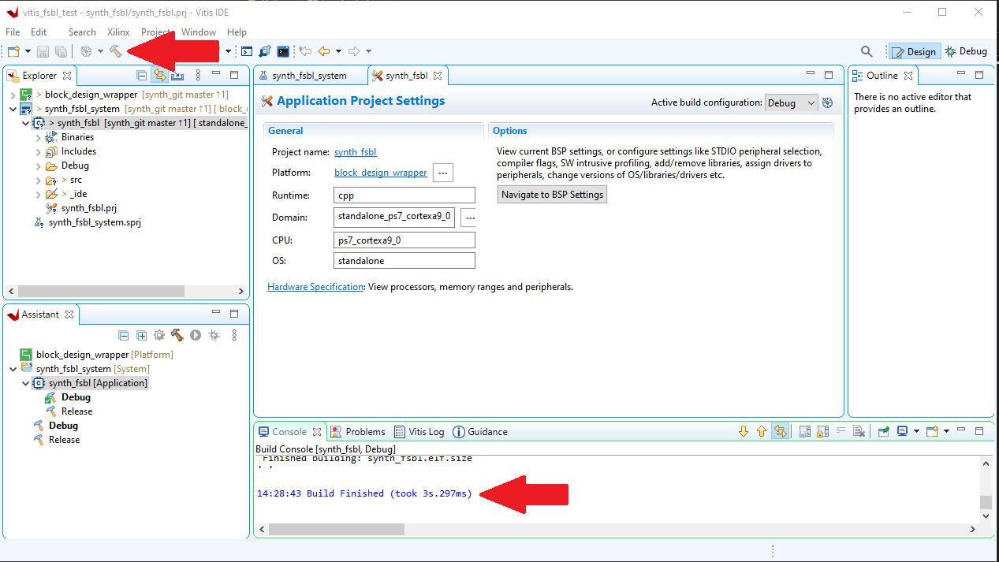 vitis_fsbl_test - synth_fsbl/synth_fsbl.prj - Vitis IDE
File Edit Search Xilinx Project Window Help
Design Debug
Explorer
> block_design_wrapper [synth_git master ↑1]
> synth_fsbl_system [synth_git master ↑1] [ block_
> synth_fsbl [synth_git master ↑1] [ standalone_
Binaries
Includes
Debug
> src
> _ide
synth_fsbl.prj
synth_fsbl_system.sprj
Assistant
block_design_wrapper [Platform]
synth_fsbl_system [System]
synth_fsbl [Application]
Debug
Release
Debug
Release
synth_fsbl_system synth_fsbl
Application Project Settings
Active build configuration: Debug
General
Project name: synth_fsbl
Platform: block_design_wrapper ...
Runtime: cpp
Domain: standalone_ps7_cortexa9_0 ...
CPU: ps7_cortexa9_0
OS: standalone
Options
View current BSP settings, or configure settings like STDIO peripheral selection,
compiler flags, SW intrusive profiling, add/remove libraries, assign drivers to
peripherals, change versions of OS/libraries/drivers etc.
Navigate to BSP Settings
Hardware Specification: View processors, memory ranges and peripherals.
Outline
There is no active editor that
provides an outline.
Console Problems Vitis Log Guidance
Build Console [synth_fsbl, Debug]
'Finished building: synth_fsbl.elf.size
' '
14:28:43 Build Finished (took 3s.297ms)